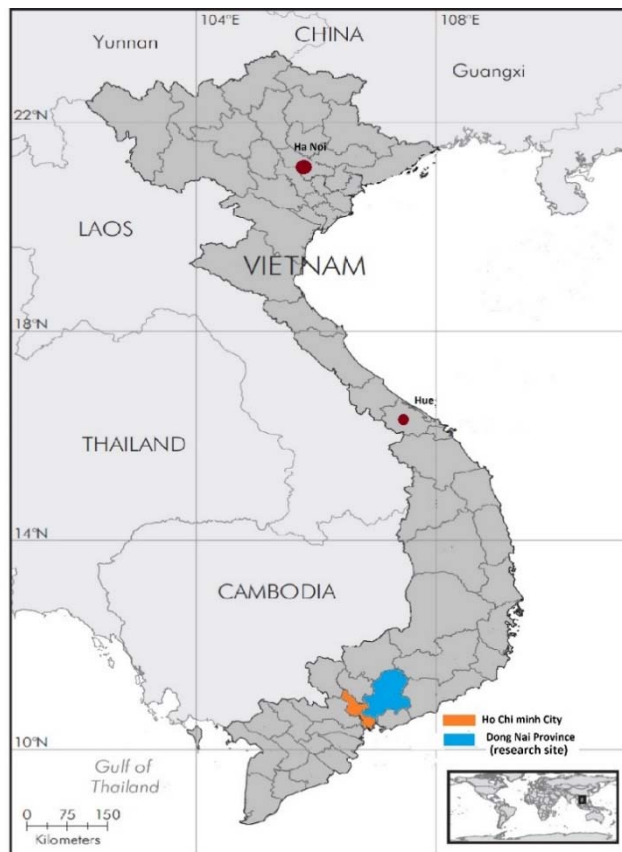 104°E
108°E
CHINA
Yunnan
Guangxi
22°N
Ha Noi
LAOS
VIETNAM
18°N
Hue
THAILAND
14°N
CAMBODIA
Ho Chi minh City
Dong Nai Province
(research site)
10°N
Gulf of
Thailand
0 75 150
Kilometers